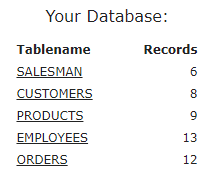 Your Database:
Tablename Records
SALESMAN 6
CUSTOMERS 8
PRODUCTS 9
EMPLOYEES 13
ORDERS 12